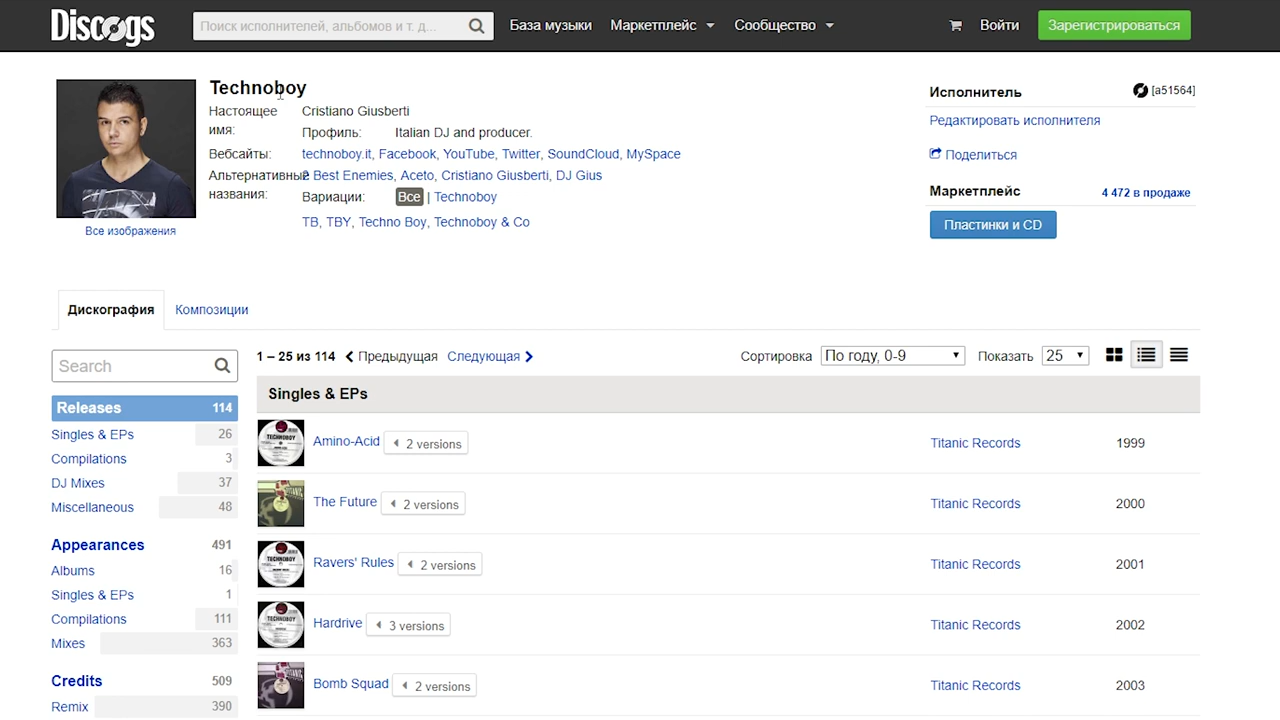 Discogs
Поиск исполнителей, альбомов и т. д...
База музыки
Маркетплейс
Сообщество
Войти
Зарегистрироваться
Technoboy
Настоящее имя:
Cristiano Giusberti
Профиль: Italian DJ and producer.
Вебсайты: technoboy.it, Facebook, YouTube, Twitter, SoundCloud, MySpace
Альтернативные названия:
2 Best Enemies, Aceto, Cristiano Giusberti, DJ Gius
Вариации: Все | Technoboy
TB, TBY, Techno Boy, Technoboy & Co
Все изображения
Исполнитель [a51564]
Редактировать исполнителя
Поделиться
Маркетплейс 4 472 в продаже
Пластинки и CD
Дискография
Композиции
Search
Releases 114
Singles & EPs 26
Compilations 3
DJ Mixes 37
Miscellaneous 48
Appearances 491
Albums 16
Singles & EPs 1
Compilations 111
Mixes 363
Credits 509
Remix 390
1 – 25 из 114 Предыдущая Следующая
Сортировка По году, 0-9 Показать 25
Singles & EPs
Amino-Acid 2 versions Titanic Records 1999
The Future 2 versions Titanic Records 2000
Ravers' Rules 2 versions Titanic Records 2001
Hardrive 3 versions Titanic Records 2002
Bomb Squad 2 versions Titanic Records 2003